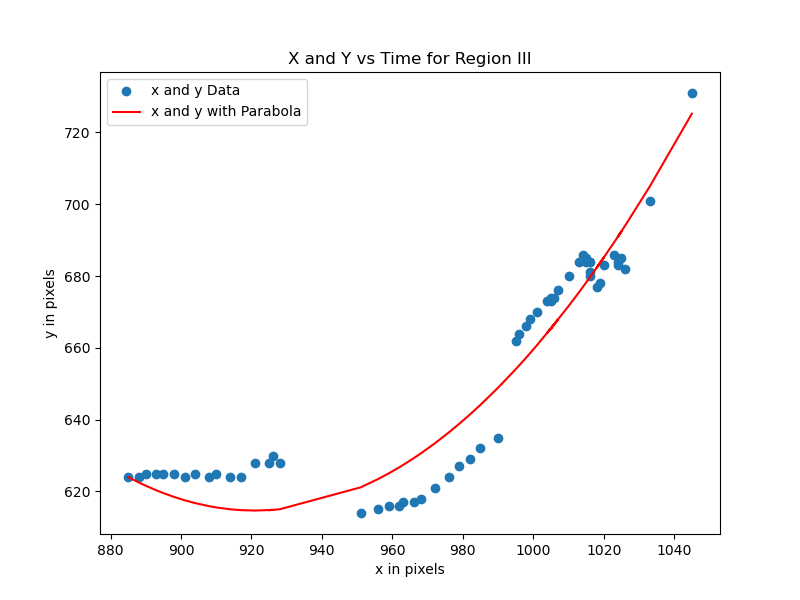 X and Y vs Time for Region III
x and y Data
x and y with Parabola
720
700
680
660
640
620
y in pixels
880 900 920 940 960 980 1000 1020 1040
x in pixels